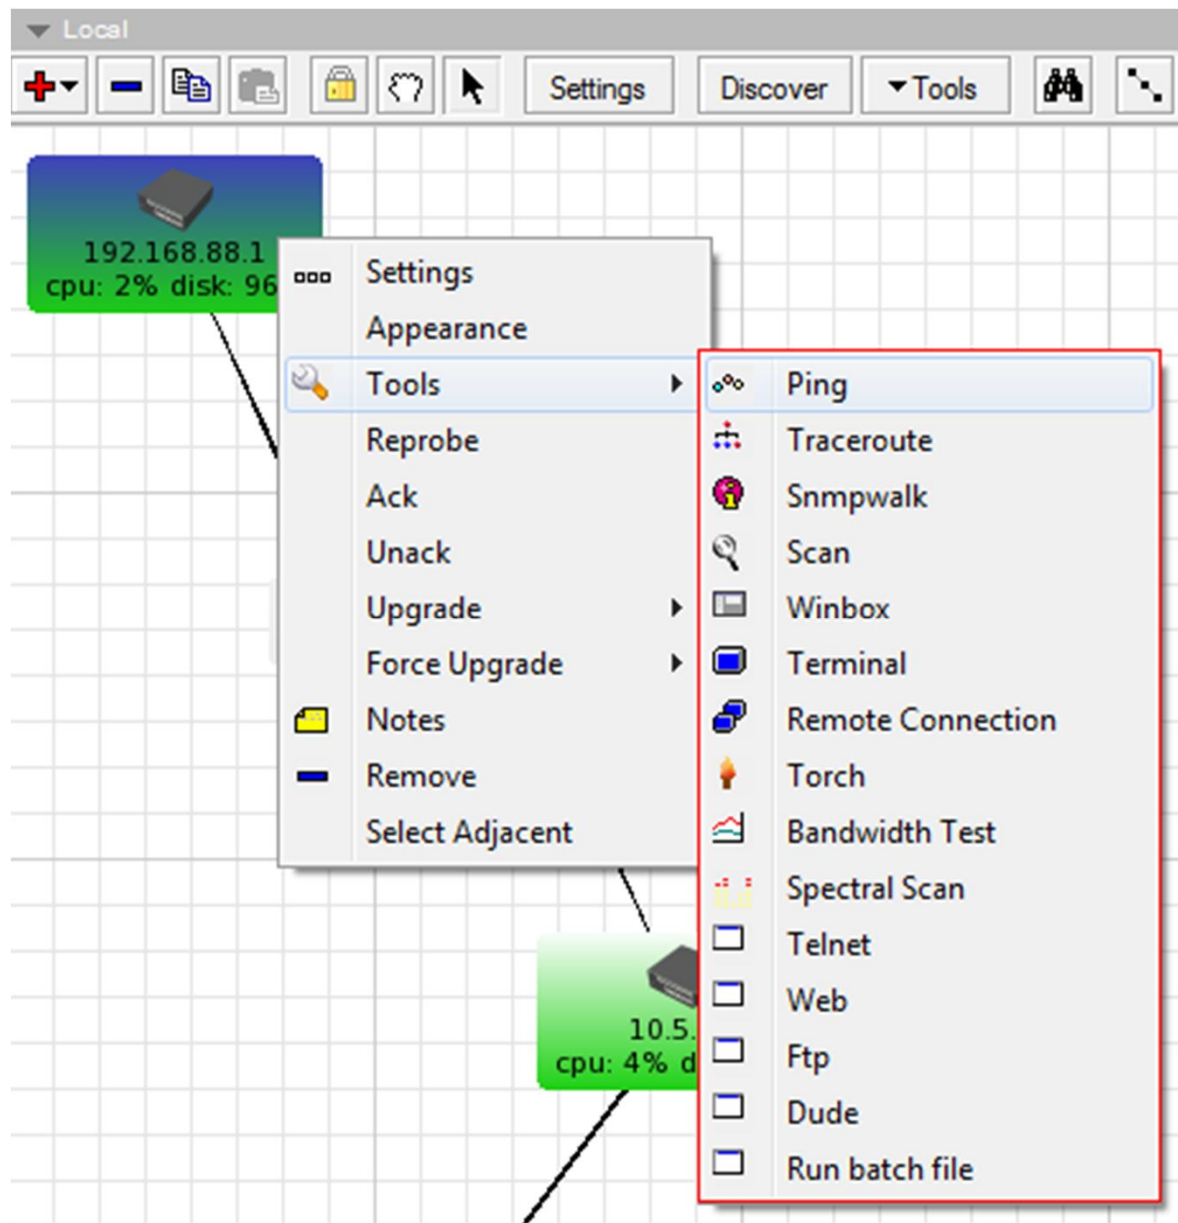 Local
Settings
Discover
Tools
192.168.88.1
cpu: 2% disk: 96
Settings
Appearance
Tools
Reprobe
Ack
Unack
Upgrade
Force Upgrade
Notes
Remove
Select Adjacent
Ping
Traceroute
Snmpwalk
Scan
Winbox
Terminal
Remote Connection
Torch
Bandwidth Test
Spectral Scan
Telnet
Web
Ftp
Dude
Run batch file
10.5.
cpu: 4% d